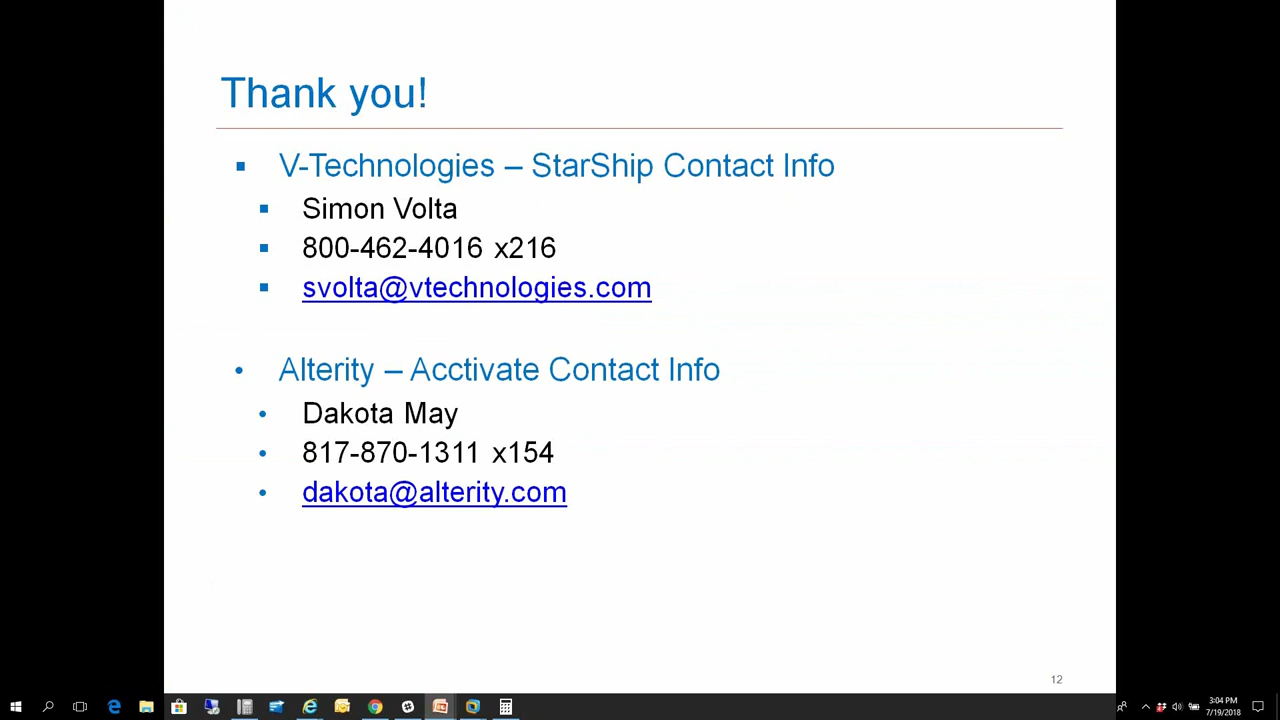 Thank you!
V-Technologies – StarShip Contact Info
Simon Volta
800-462-4016 x216
svolta@vtechnologies.com
Alterity – Acctivate Contact Info
Dakota May
817-870-1311 x154
dakota@alterity.com
12
3:04 PM
7/19/2018